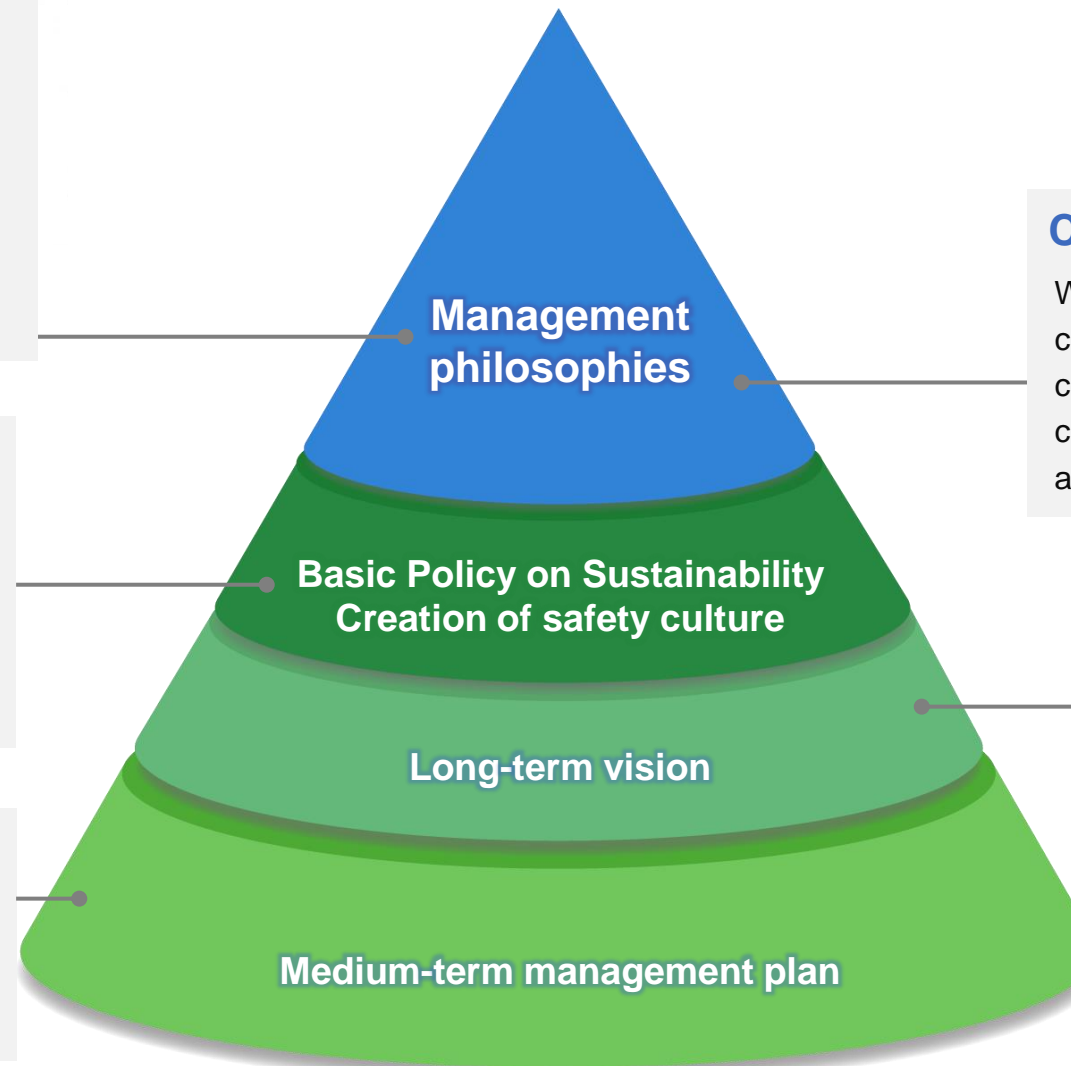 Management
philosophies
Basic Policy on Sustainability
Creation of safety culture
Long-term vision
Medium-term management plan